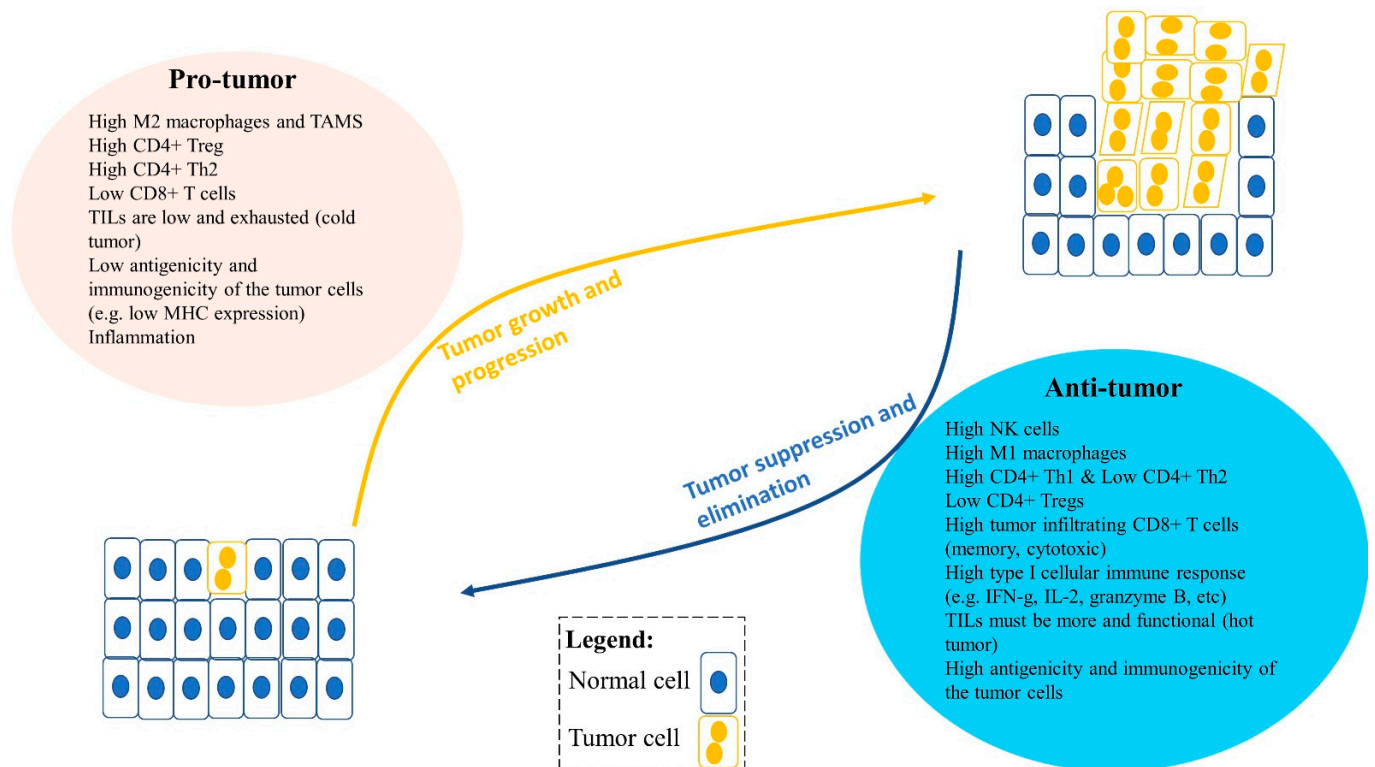 Pro-tumor
High M2 macrophages and TAMS
High CD4+ Treg
High CD4+ Th2
Low CD8+ T cells
TILs are low and exhausted (cold
tumor)
Low antigenicity and
immunogenicity of the tumor cells
(e.g. low MHC expression)
Inflammation
Tumor growth and
progression
Tumor suppression and
elimination
Anti-tumor
High NK cells
High M1 macrophages
High CD4+ Th1 & Low CD4+ Th2
Low CD4+ Tregs
High tumor infiltrating CD8+ T cells
(memory, cytotoxic)
High type I cellular immune response
(e.g. IFN-g, IL-2, granzyme B, etc)
TILs must be more and functional (hot
tumor)
High antigenicity and immunogenicity of
the tumor cells
Legend:
Normal cell
Tumor cell